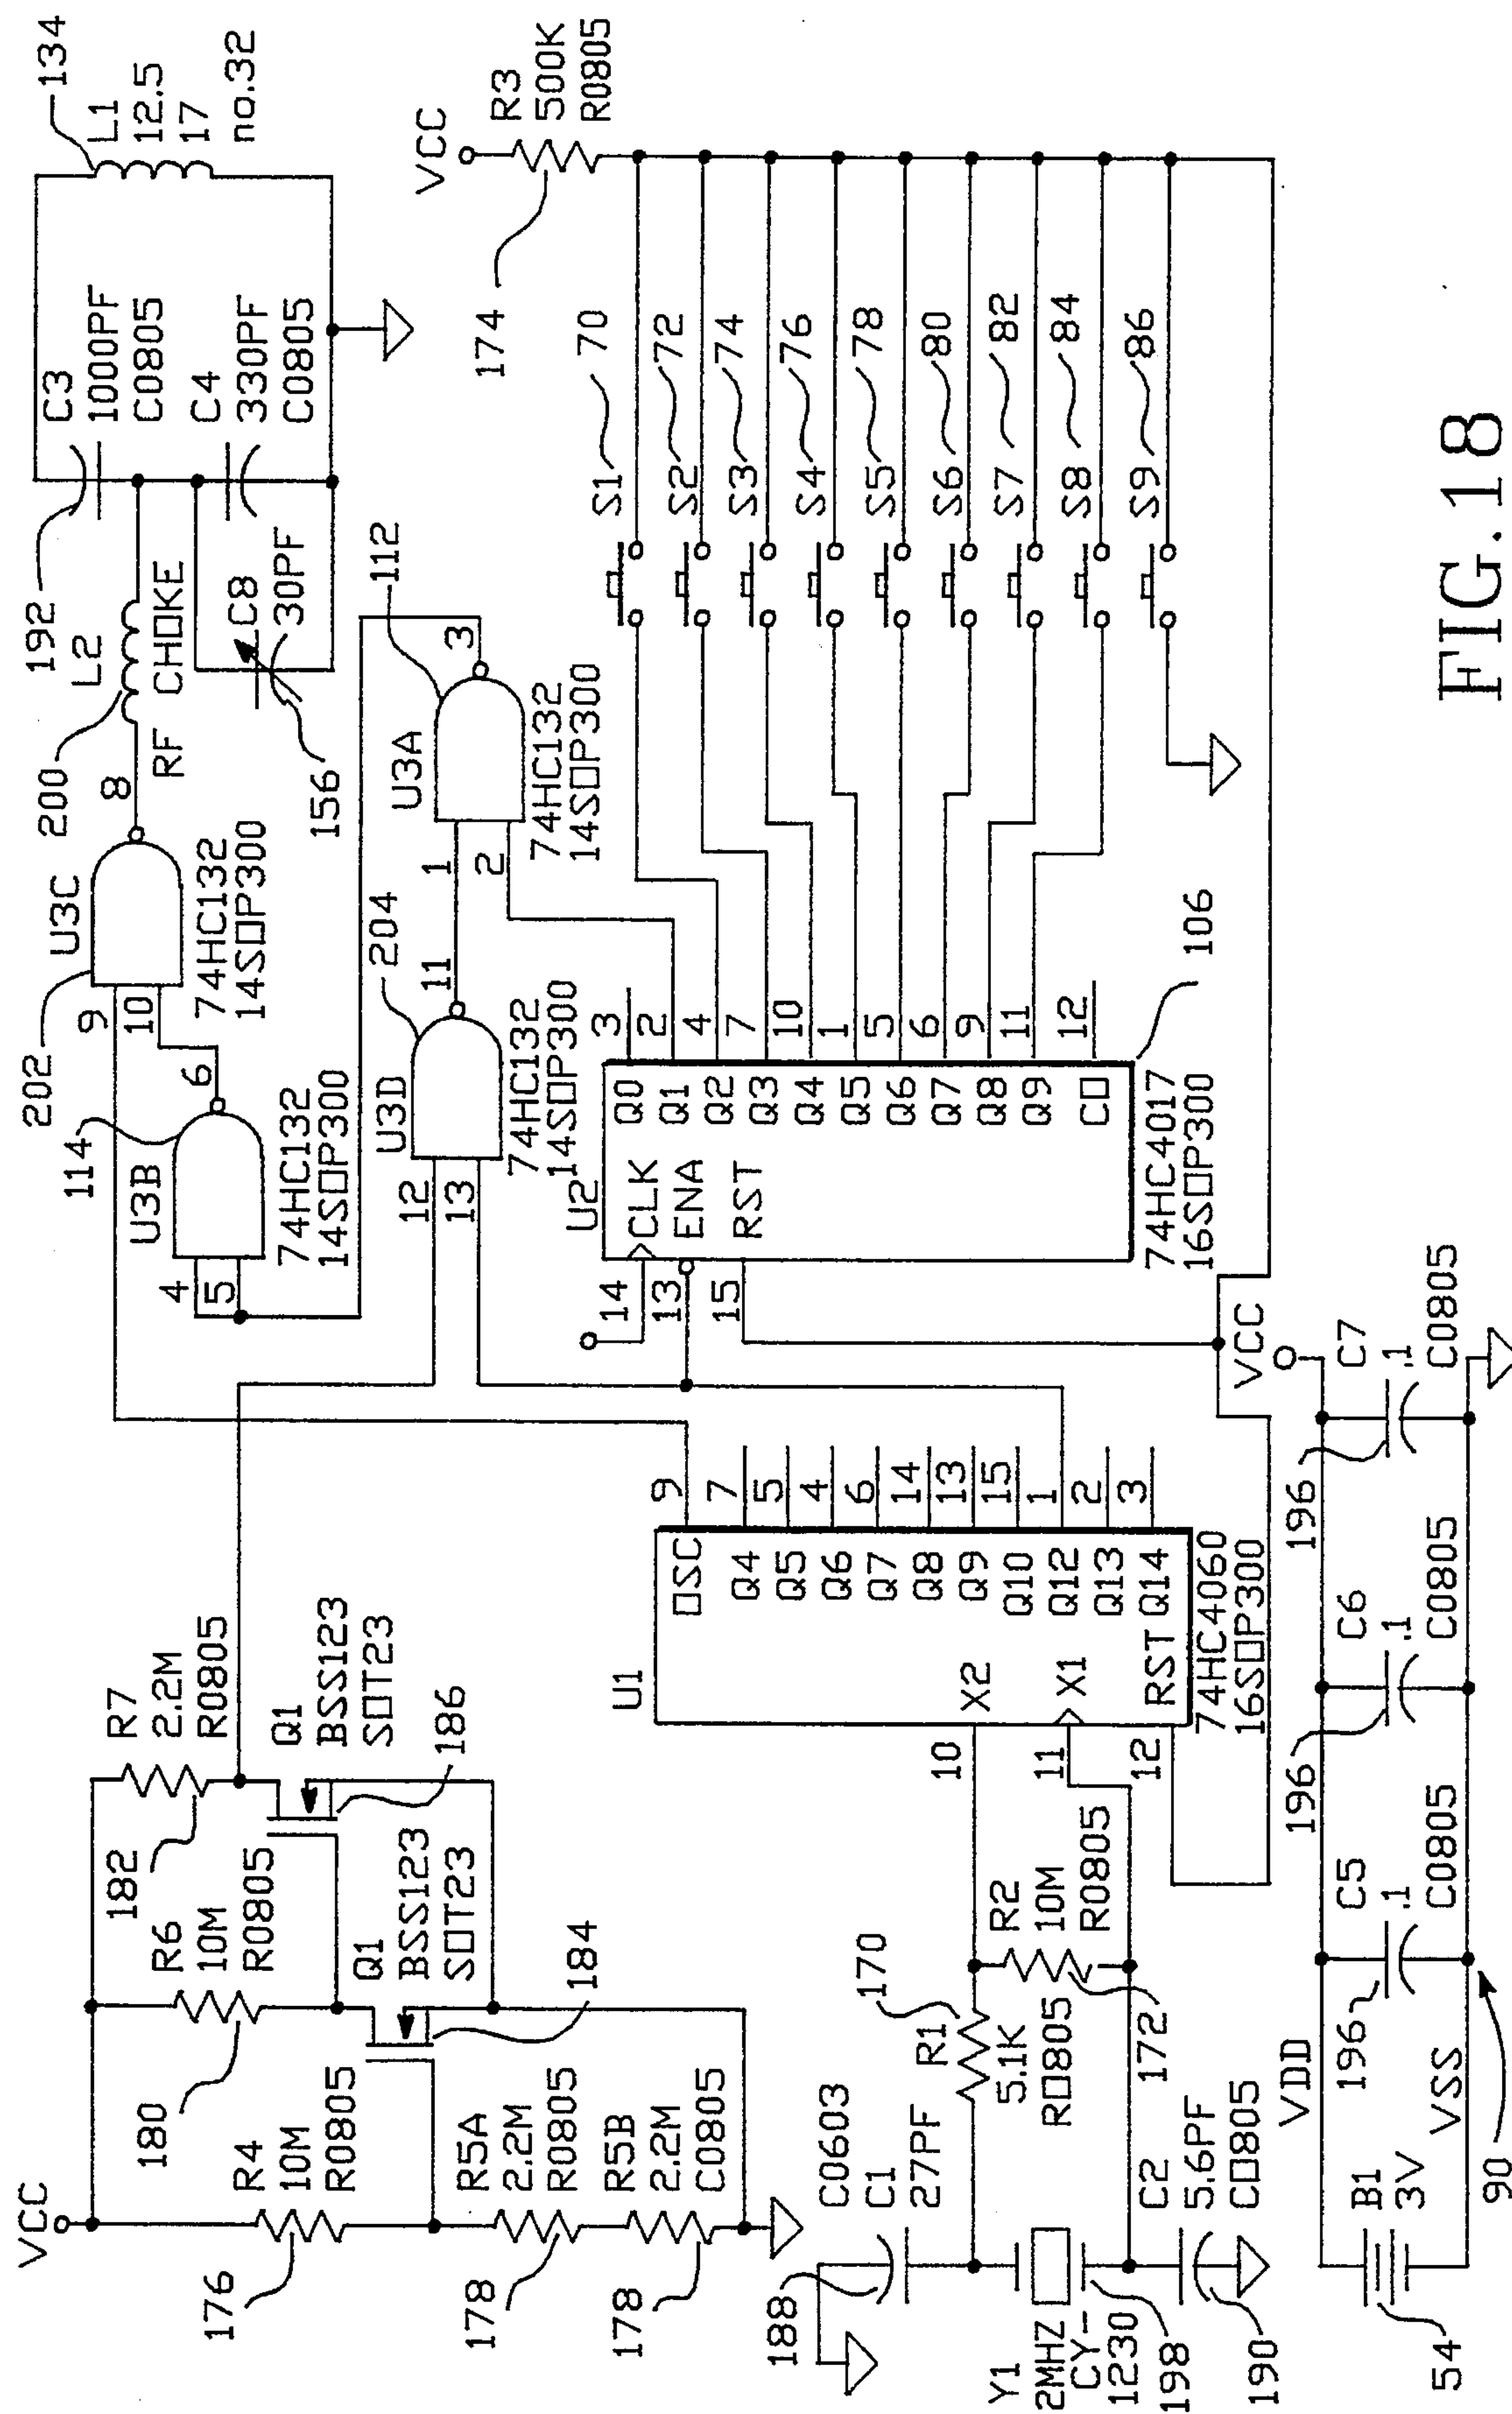 VCC
176
R4
10M
R0805
180
R6
10M
R0805
182
R7
2.2M
R0805
Q1
BSS123
SOT23
186
Q1
BSS123
SOT23
184
178
R5A
2.2M
R0805
178
R5B
2.2M
C0805
114
U3B
4
5
6
74HC132
14SOP300
202
U3C
9
10
8
74HC132
14SOP300
200
L2
RF CHOKE
192
C3
1000PF
C0805
C4
330PF
C0805
C8
30PF
156
134
L1
12.5
17
no.32
U3D
12
13
11
204
74HC132
14SOP300
U3A
1
2
3
112
74HC132
14SOP300
VCC
R3
500K
R0805
174
188
C0603
C1
27PF
Y1
2MHZ
CY-
1230
198
C2
5.6PF
C0805
190
170
R1
5.1K
R0805
172
R2
10M
R0805
U1
10
X2
11
X1
12
RST
OSC
9
Q4
7
Q5
5
Q6
4
Q7
6
Q8
14
Q9
13
Q10
15
Q12
1
Q13
2
Q14
3
74HC4060
16SOP300
U2
14
CLK
13
ENA
15
RST
Q0
3
Q1
2
Q2
4
Q3
7
Q4
10
Q5
1
Q6
5
Q7
6
Q8
9
Q9
11
CO
12
74HC4017
16SOP300
106
S1
70
S2
72
S3
74
S4
76
S5
78
S6
80
S7
82
S8
84
S9
86
54
B1
3V
VDD
VSS
90
196
C5
.1
C0805
196
C6
.1
C0805
196
C7
.1
C0805
VCC
FIG.18